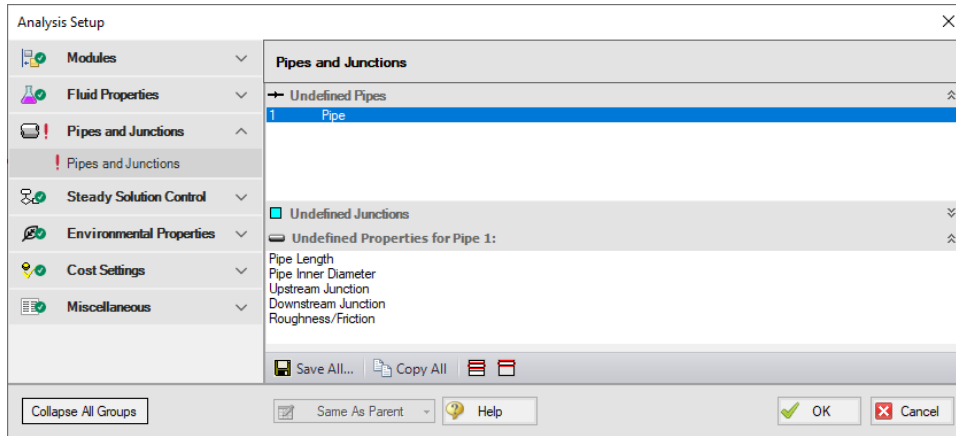 Analysis Setup
Modules
Fluid Properties
Pipes and Junctions
Pipes and Junctions
Steady Solution Control
Environmental Properties
Cost Settings
Miscellaneous
Pipes and Junctions
Undefined Pipes
1 Pipe
Undefined Junctions
Undefined Properties for Pipe 1:
Pipe Length
Pipe Inner Diameter
Upstream Junction
Downstream Junction
Roughness/Friction
Save All... Copy All
Collapse All Groups Same As Parent Help OK Cancel